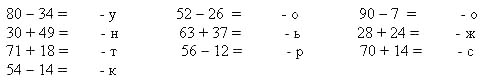 80 – 34 = - у 52 – 26 = - о 90 – 7 = - о
30 + 49 = - н 63 + 37 = - ь 28 + 24 = - ж
71 + 18 = - т 56 – 12 = - р 70 + 14 = - с
54 – 14 = - к